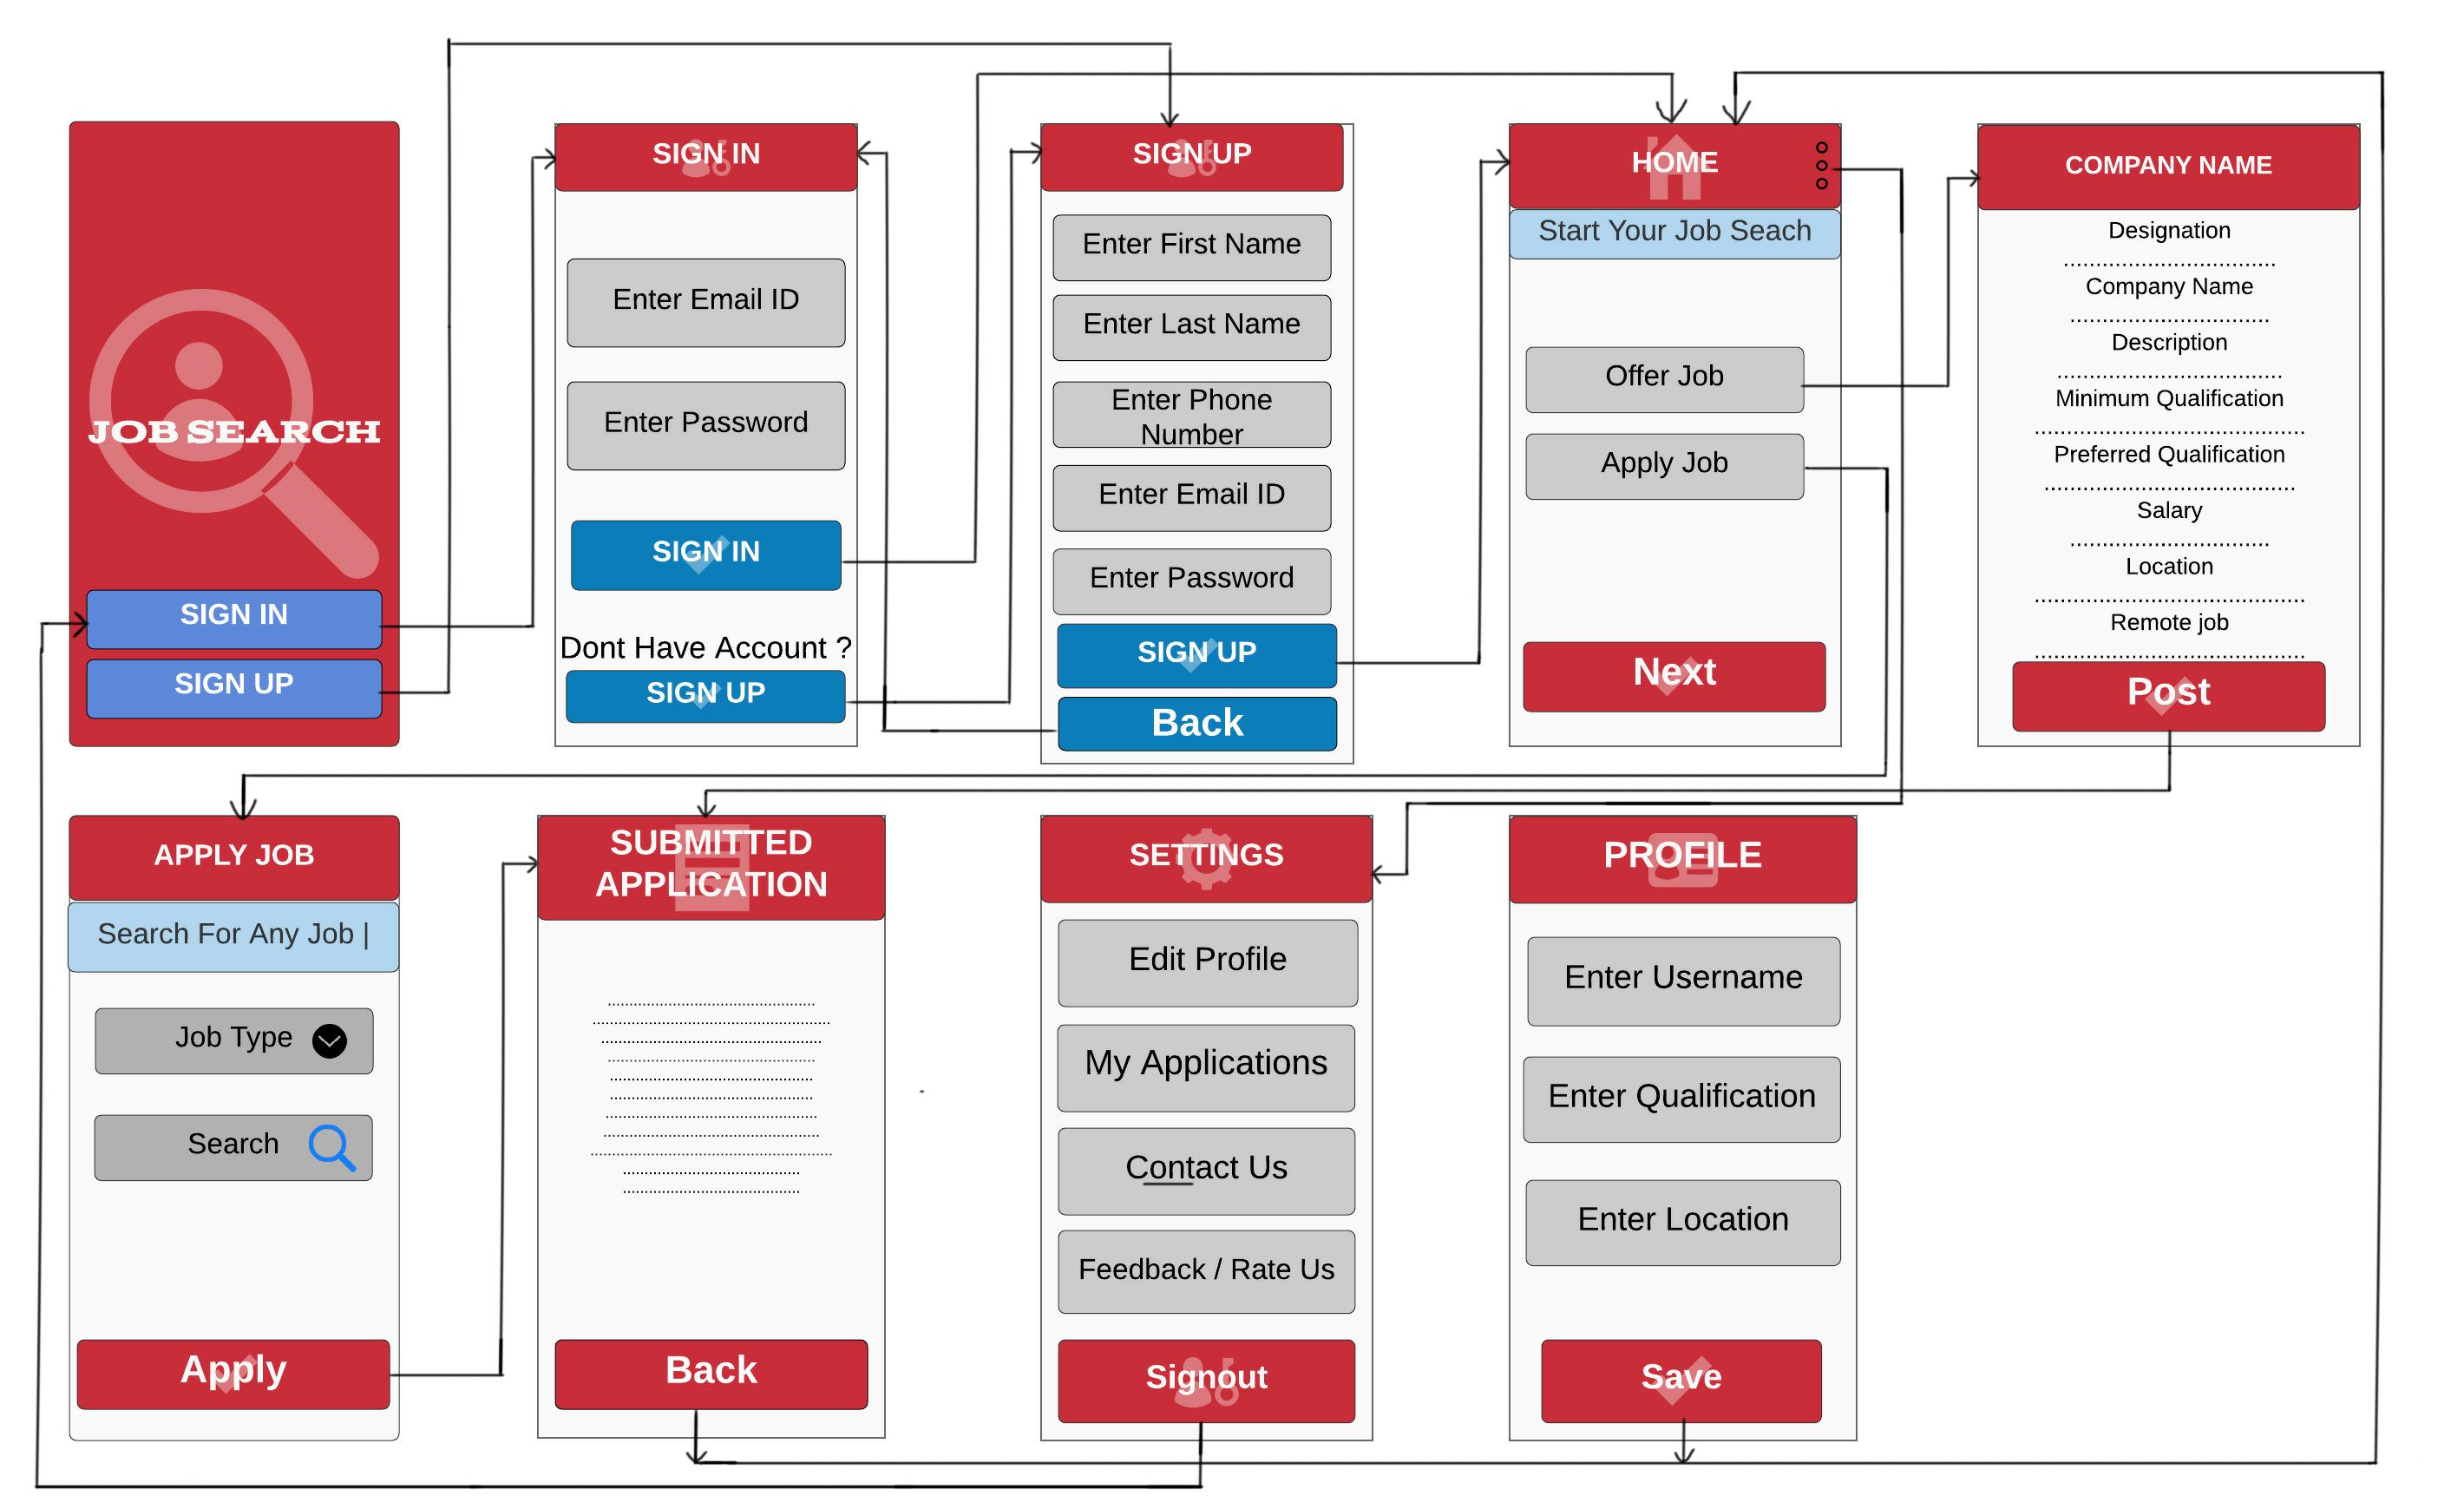 JOB SEARCH
SIGN IN
SIGN UP
SIGN IN
Enter Email ID
Enter Password
SIGN IN
Dont Have Account ?
SIGN UP
SIGN UP
Enter First Name
Enter Last Name
Enter Phone
Number
Enter Email ID
Enter Password
SIGN UP
Back
HOME
Start Your Job Seach
Offer Job
Apply Job
Next
COMPANY NAME
Designation
.................................
Company Name
...............................
Description
...................................
Minimum Qualification
..........................................
Preferred Qualification
.......................................
Salary
...............................
Location
..........................................
Remote job
..........................................
Post
APPLY JOB
Search For Any Job |
Job Type
Search
Apply
SUBMITTED
APPLICATION
Back
SETTINGS
Edit Profile
My Applications
Contact Us
Feedback / Rate Us
Signout
PROFILE
Enter Username
Enter Qualification
Enter Location
Save